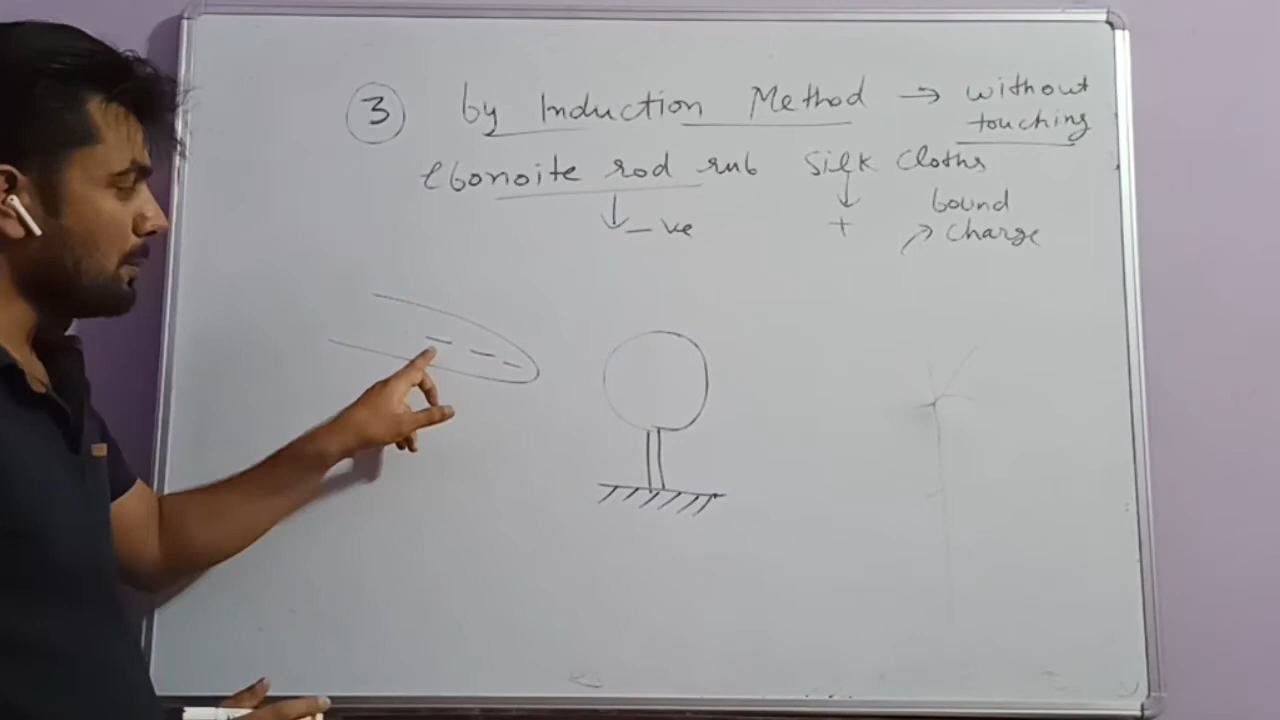 3 by Induction Method → without
touching
ebonoite rod rub silk cloths
↓ - ve ↓ + bound
↗ charge